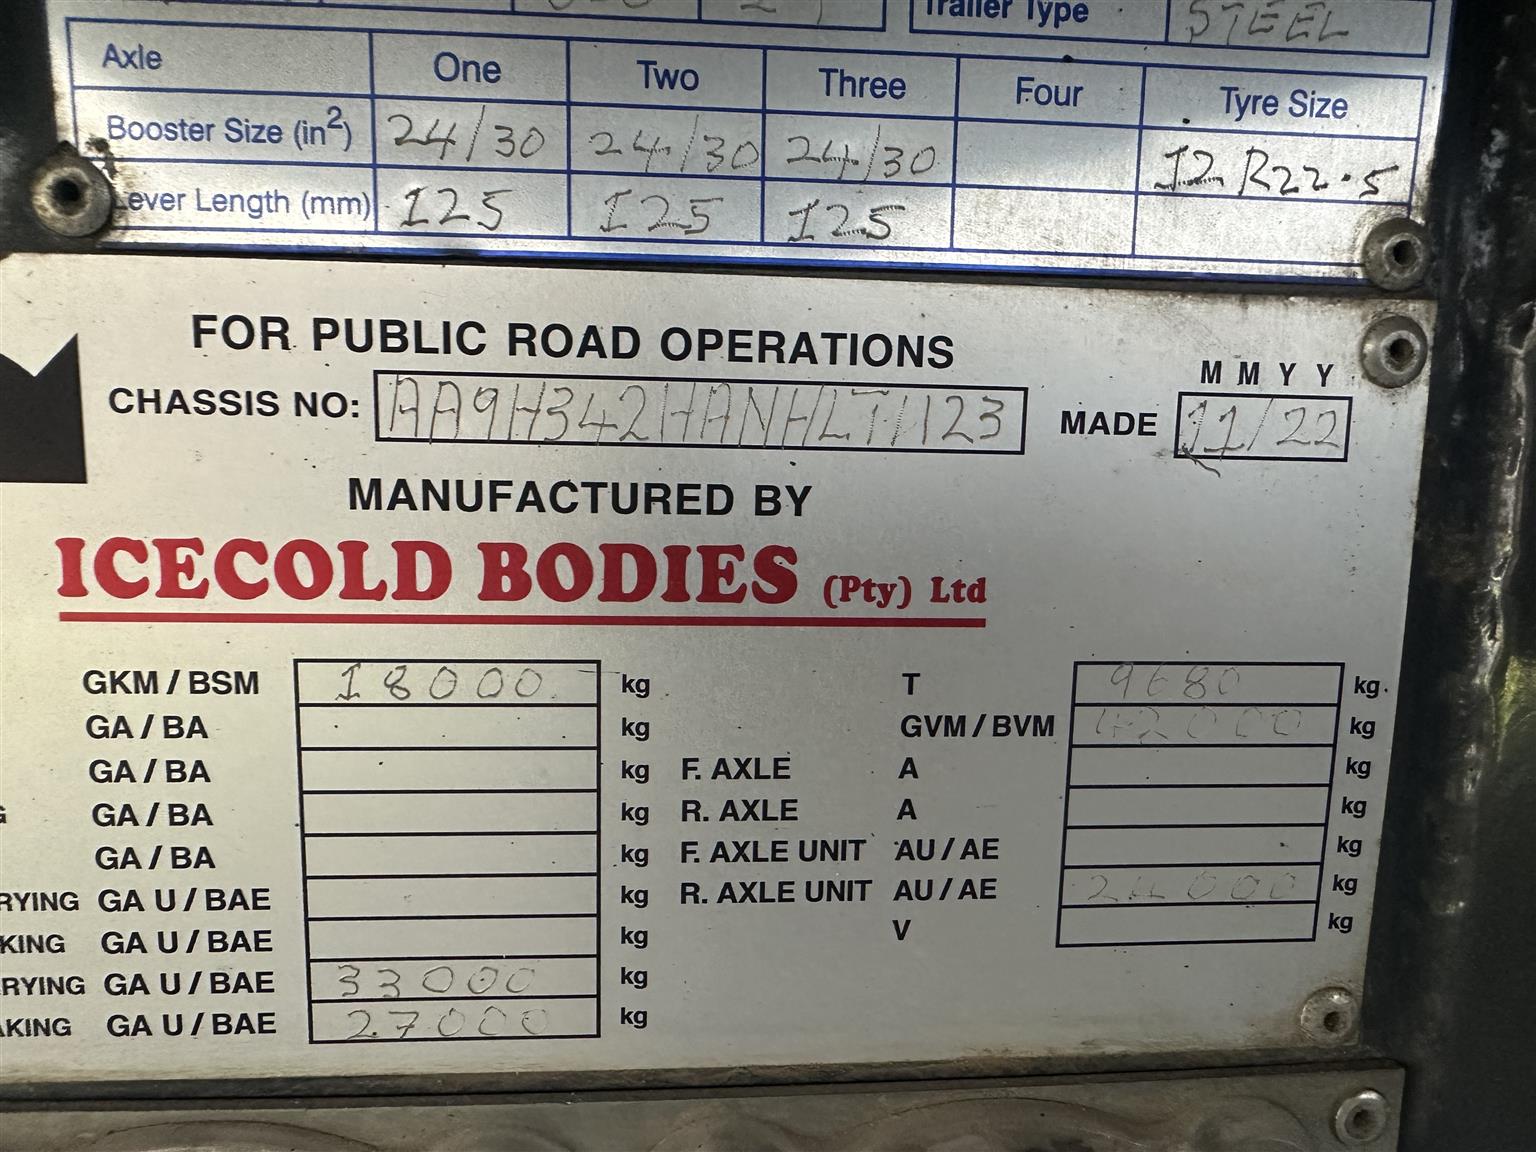 Trailer Type STEEL
Axle One Two Three Four Tyre Size
Booster Size (in2) 24/30 24/30 24/30 12 R22.5
Lever Length (mm) 125 125 125
FOR PUBLIC ROAD OPERATIONS
MMYY
CHASSIS NO: AA9H342HANHLT1123 MADE 11/22
MANUFACTURED BY
ICECOLD BODIES (Pty) Ltd
GKM / BSM 18000 kg T 9680 kg
GA / BA kg GVM / BVM 42000 kg
GA / BA kg F. AXLE A kg
GA / BA kg R. AXLE A kg
GA / BA kg F. AXLE UNIT AU / AE kg
RYING GA U / BAE kg R. AXLE UNIT AU / AE 24000 kg
KING GA U / BAE kg V kg
RYING GA U / BAE 33000 kg
AKING GA U / BAE 27000 kg